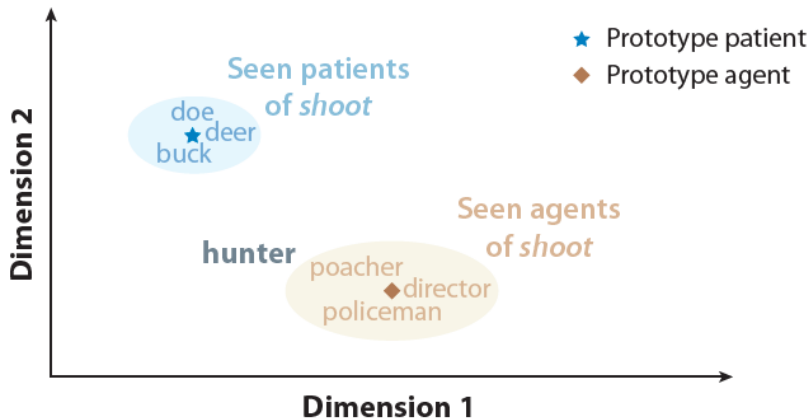 Prototype patient
Prototype agent
Seen patients
of shoot
doe
deer
buck
Seen agents
of shoot
hunter
poacher
director
policeman
Dimension 2
Dimension 1